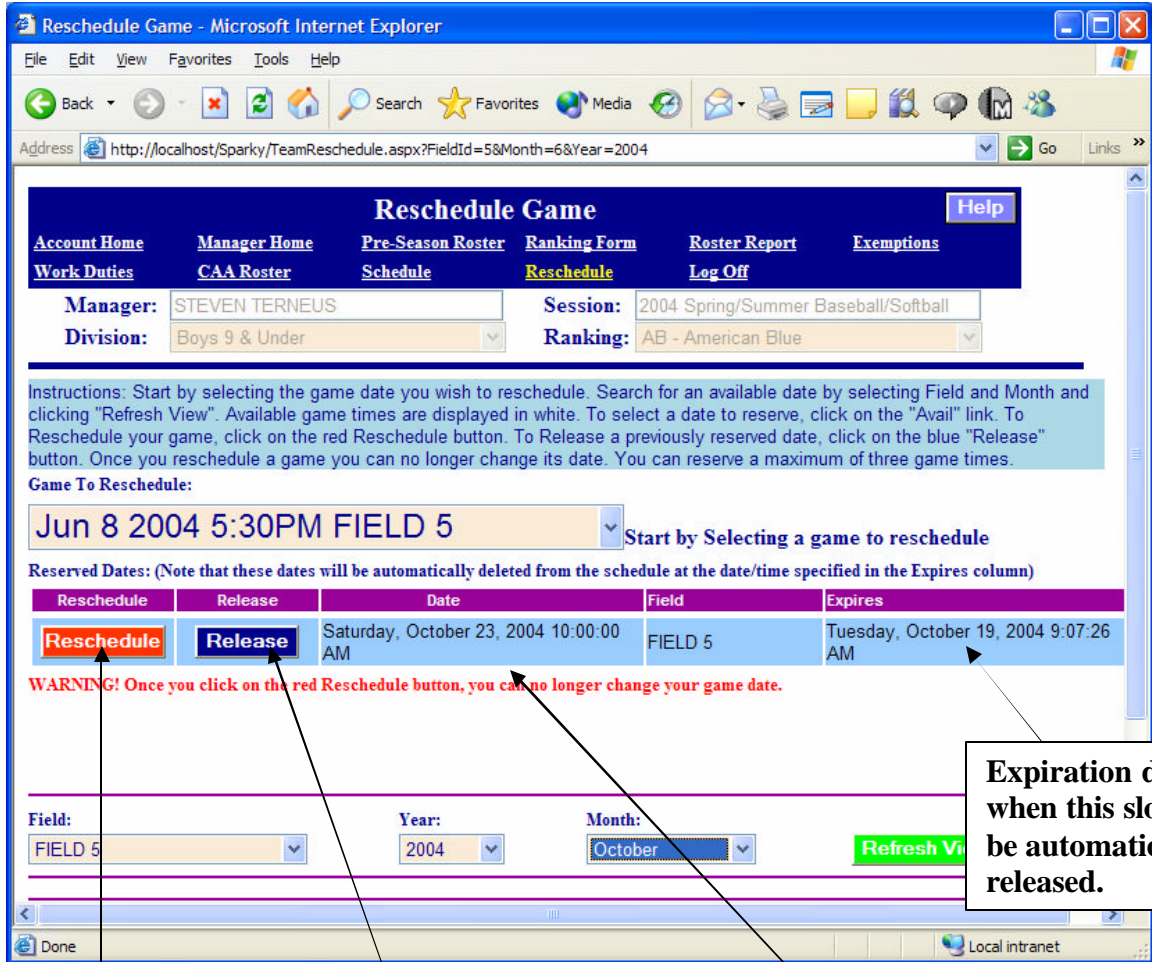 Reschedule Game - Microsoft Internet Explorer
File Edit View Favorites Tools Help
Back Search Favorites Media
Address http://localhost/Sparky/TeamReschedule.aspx?FieldId=5&Month=6&Year=2004 Go Links »
Reschedule Game Help
Account Home Manager Home Pre-Season Roster Ranking Form Roster Report Exemptions
Work Duties CAA Roster Schedule Reschedule Log Off
Manager: STEVEN TERNEUS Session: 2004 Spring/Summer Baseball/Softball
Division: Boys 9 & Under Ranking: AB - American Blue
Instructions: Start by selecting the game date you wish to reschedule. Search for an available date by selecting Field and Month and
clicking "Refresh View". Available game times are displayed in white. To select a date to reserve, click on the "Avail" link. To
Reschedule your game, click on the red Reschedule button. To Release a previously reserved date, click on the blue "Release"
button. Once you reschedule a game you can no longer change its date. You can reserve a maximum of three game times.
Game To Reschedule:
Jun 8 2004 5:30PM FIELD 5 Start by Selecting a game to reschedule
Reserved Dates: (Note that these dates will be automatically deleted from the schedule at the date/time specified in the Expires column)
Reschedule Release Date Field Expires
Reschedule Release Saturday, October 23, 2004 10:00:00 AM FIELD 5 Tuesday, October 19, 2004 9:07:26 AM
WARNING! Once you click on the red Reschedule button, you can no longer change your game date.
Expiration
when this
be
released.
Field: Year: Month:
FIELD 5 2004 October Refresh
Done Local intranet